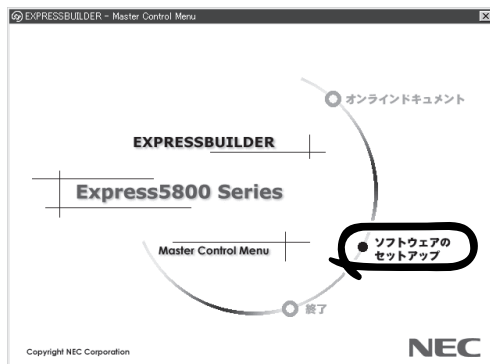 EXPRESSBUILDER - Master Control Menu
オンラインドキュメント
EXPRESSBUILDER
Express5800 Series
Master Control Menu
ソフトウェアの
セットアップ
終了
Copyright NEC Corporation
NEC